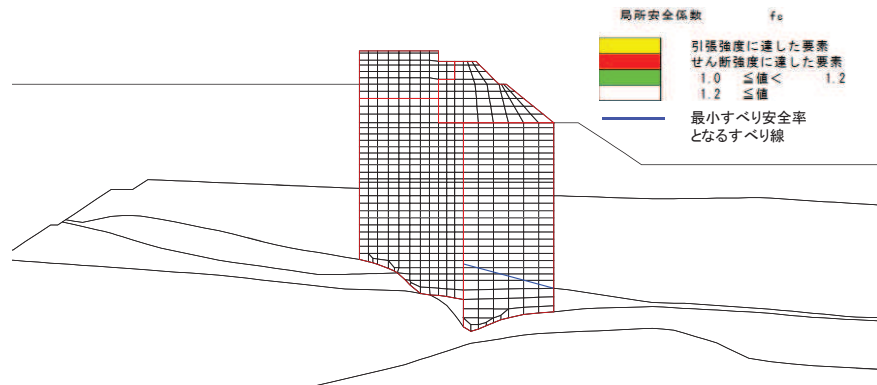 局所安全係数 fs
引張強度に達した要素
せん断強度に達した要素
1.0 ≦値< 1.2
1.2 ≦値
最小すべり安全率
となるすべり線